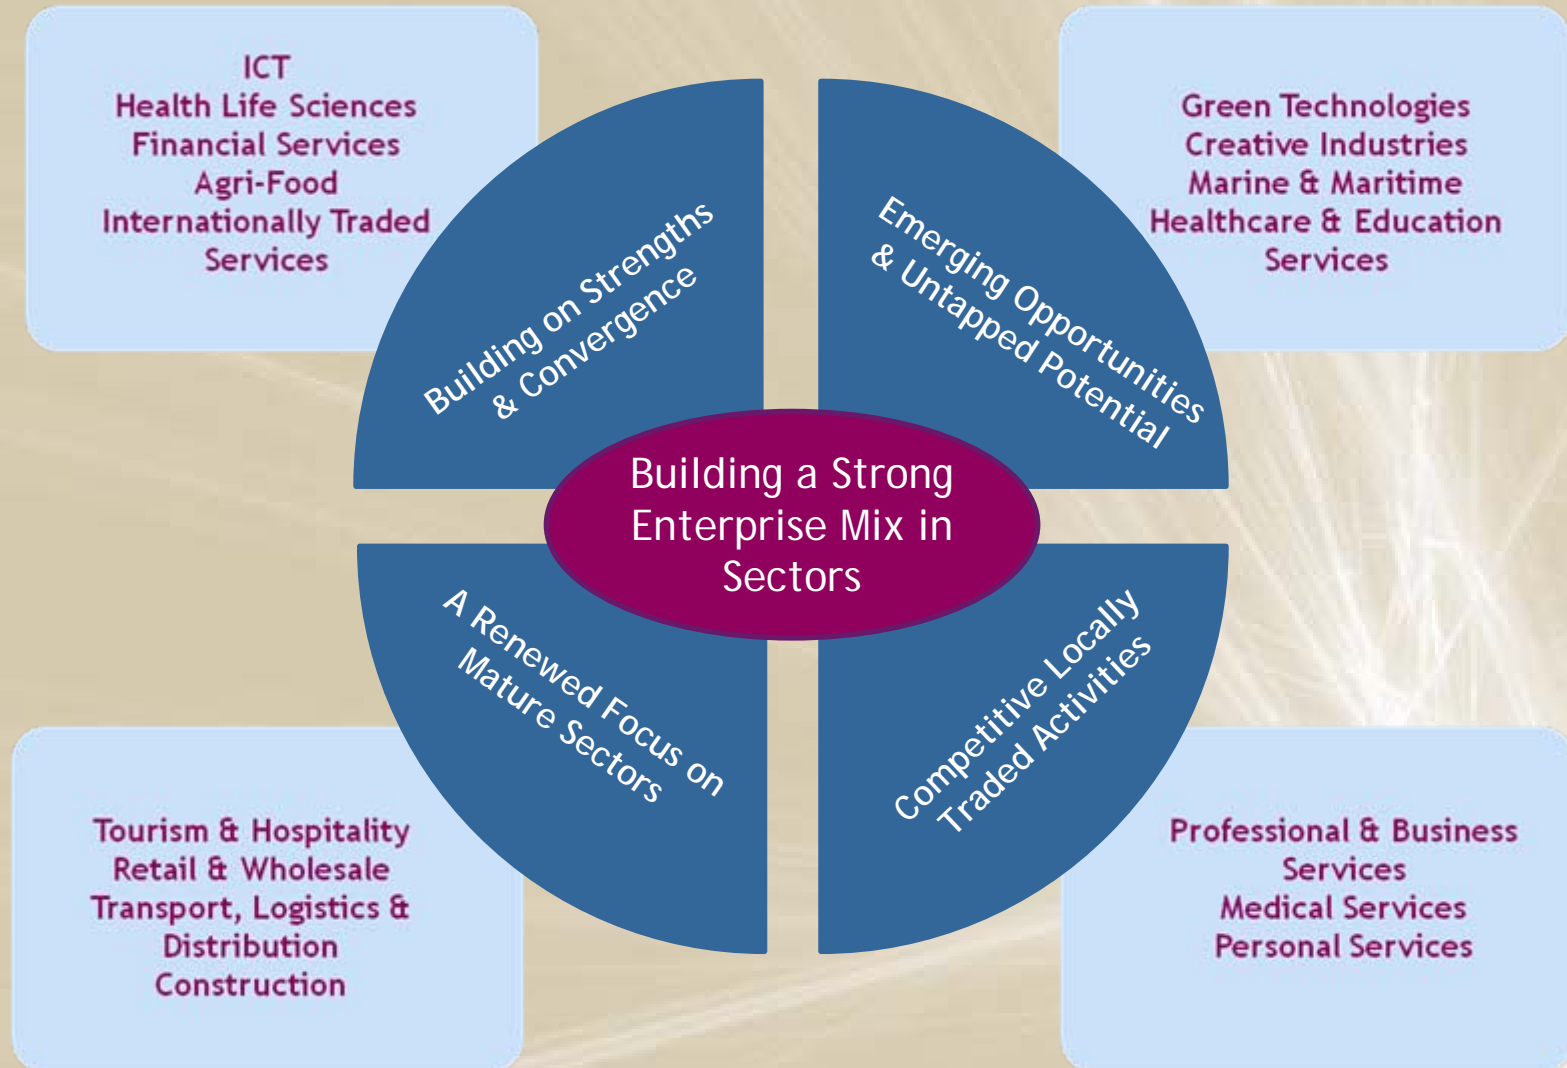 ICT
Health Life Sciences
Financial Services
Agri-Food
Internationally Traded
Services
Green Technologies
Creative Industries
Marine & Maritime
Healthcare & Education
Services
Building on Strengths
& Convergence
Emerging Opportunities
& Untapped Potential
Building a Strong
Enterprise Mix in
Sectors
A Renewed Focus on
Mature Sectors
Competitive Locally
Traded Activities
Tourism & Hospitality
Retail & Wholesale
Transport, Logistics &
Distribution
Construction
Professional & Business
Services
Medical Services
Personal Services